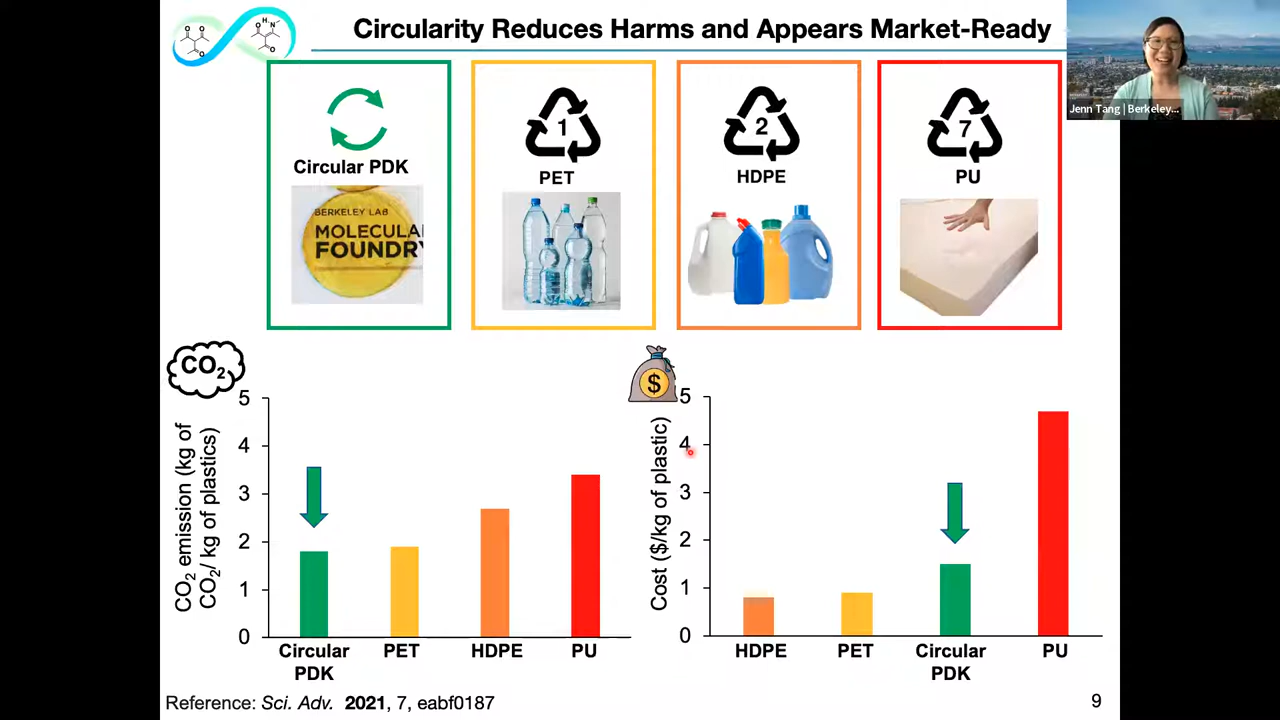 Circularity Reduces Harms and Appears Market-Ready
O
O
O
O
H
N
O
Jenn Tang | Berkeley...
Circular PDK
BERKELEY LAB
MOLECULA
FOUNDRY
1
PET
2
HDPE
7
PU
CO2
CO2 emission (kg of
CO2/ kg of plastics)
5
4
3
2
1
0
Circular
PDK
PET
HDPE
PU
$
Cost ($/kg of plastic)
5
4
3
2
1
0
HDPE
PET
Circular
PDK
PU
Reference: Sci. Adv. 2021, 7, eabf0187
9